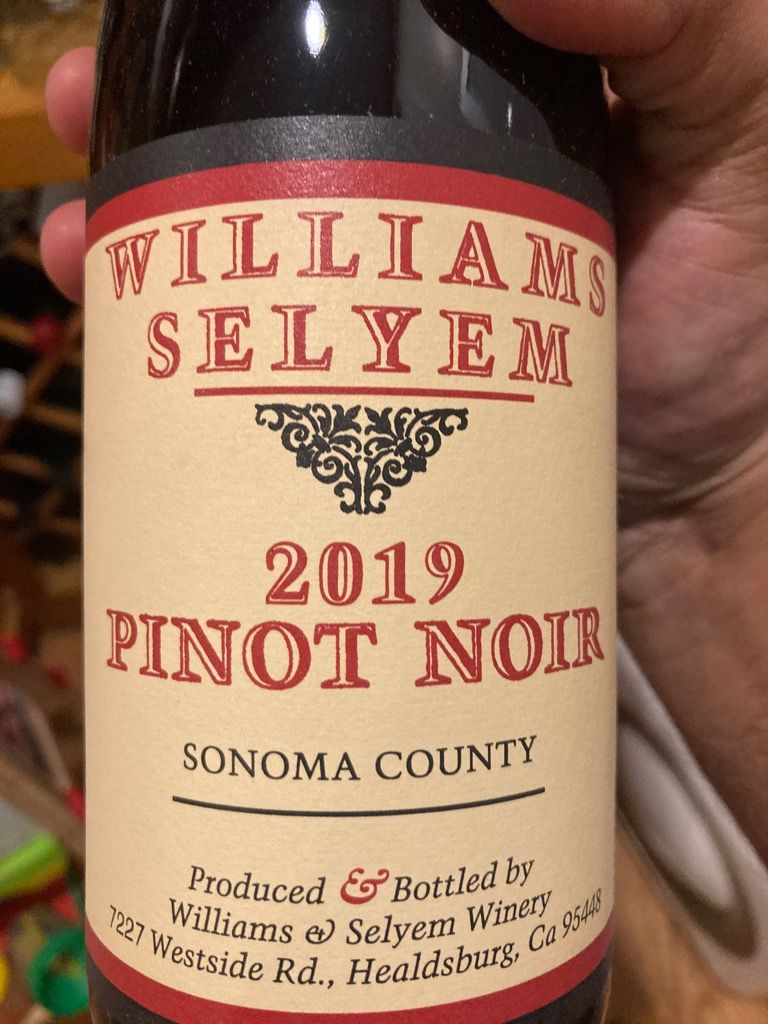 WILLIAMS
SELYEM
2019
PINOT NOIR
SONOMA COUNTY
Produced & Bottled by
Williams & Selyem Winery
7227 Westside Rd., Healdsburg, Ca 95448